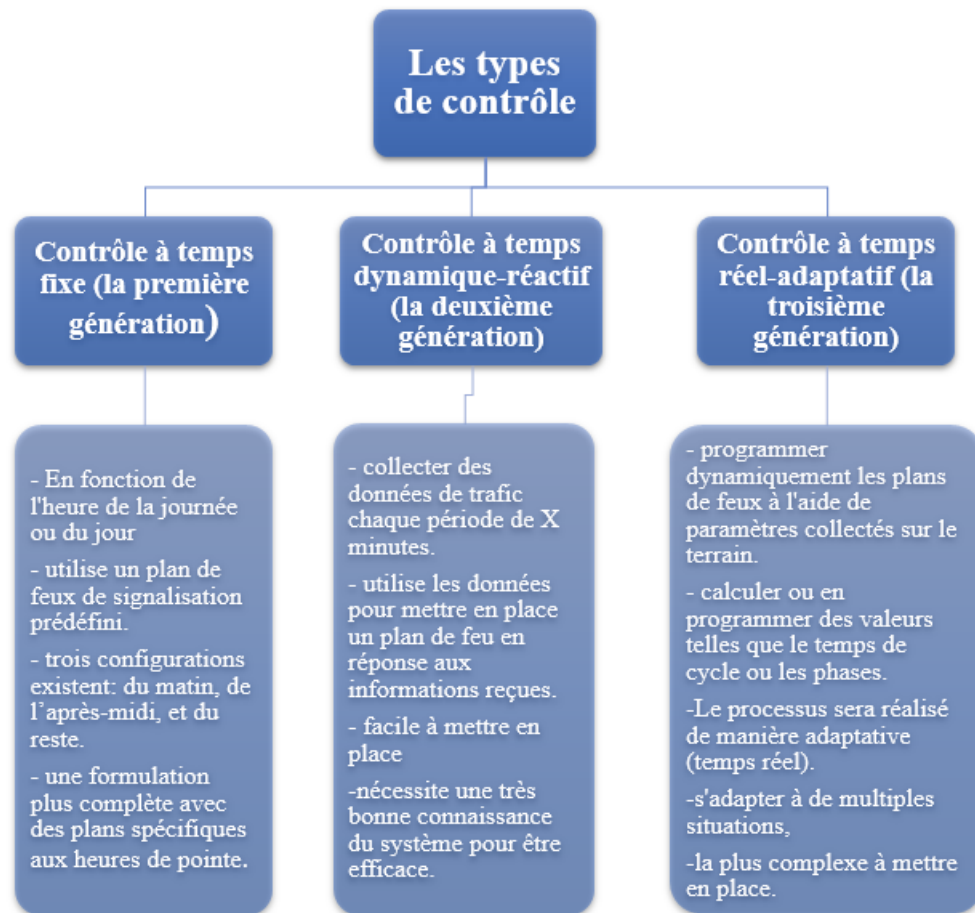 Les types
de contrôle
Contrôle à temps
fixe (la première
génération)
Contrôle à temps
dynamique-réactif
(la deuxième
génération)
Contrôle à temps
réel-adaptatif (la
troisième
génération)
- En fonction de
l'heure de la journée
ou du jour
- utilise un plan de
feux de signalisation
prédéfini.
- trois configurations
existent: du matin, de
l’après-midi, et du
reste.
- une formulation
plus complète avec
des plans spécifiques
aux heures de pointe.
- collecter des
données de trafic
chaque période de X
minutes.
- utilise les données
pour mettre en place
un plan de feu en
réponse aux
informations reçues.
- facile à mettre en
place
-nécessite une très
bonne connaissance
du système pour être
efficace.
- programmer
dynamiquement les plans
de feux à l'aide de
paramètres collectés sur le
terrain.
- calculer ou en
programmer des valeurs
telles que le temps de
cycle ou les phases.
-Le processus sera réalisé
de manière adaptative
(temps réel).
-s'adapter à de multiples
situations,
-la plus complexe à mettre
en place.